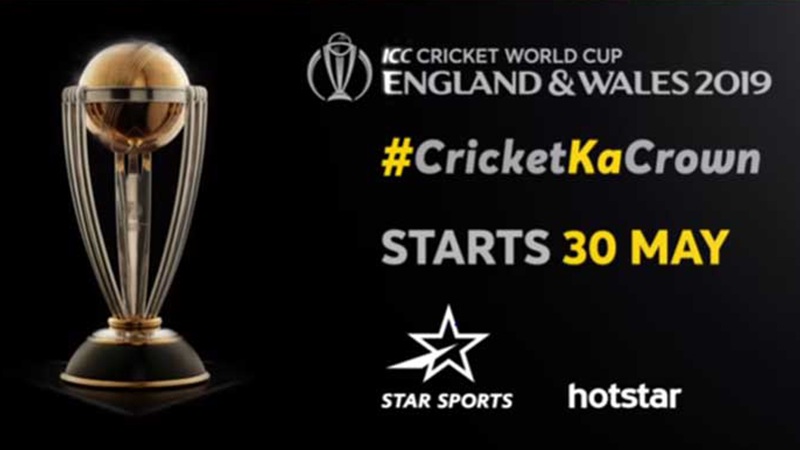 ICC CRICKET WORLD CUP
ENGLAND & WALES 2019
#CricketKaCrown
STARTS 30 MAY
STAR SPORTS
hotstar